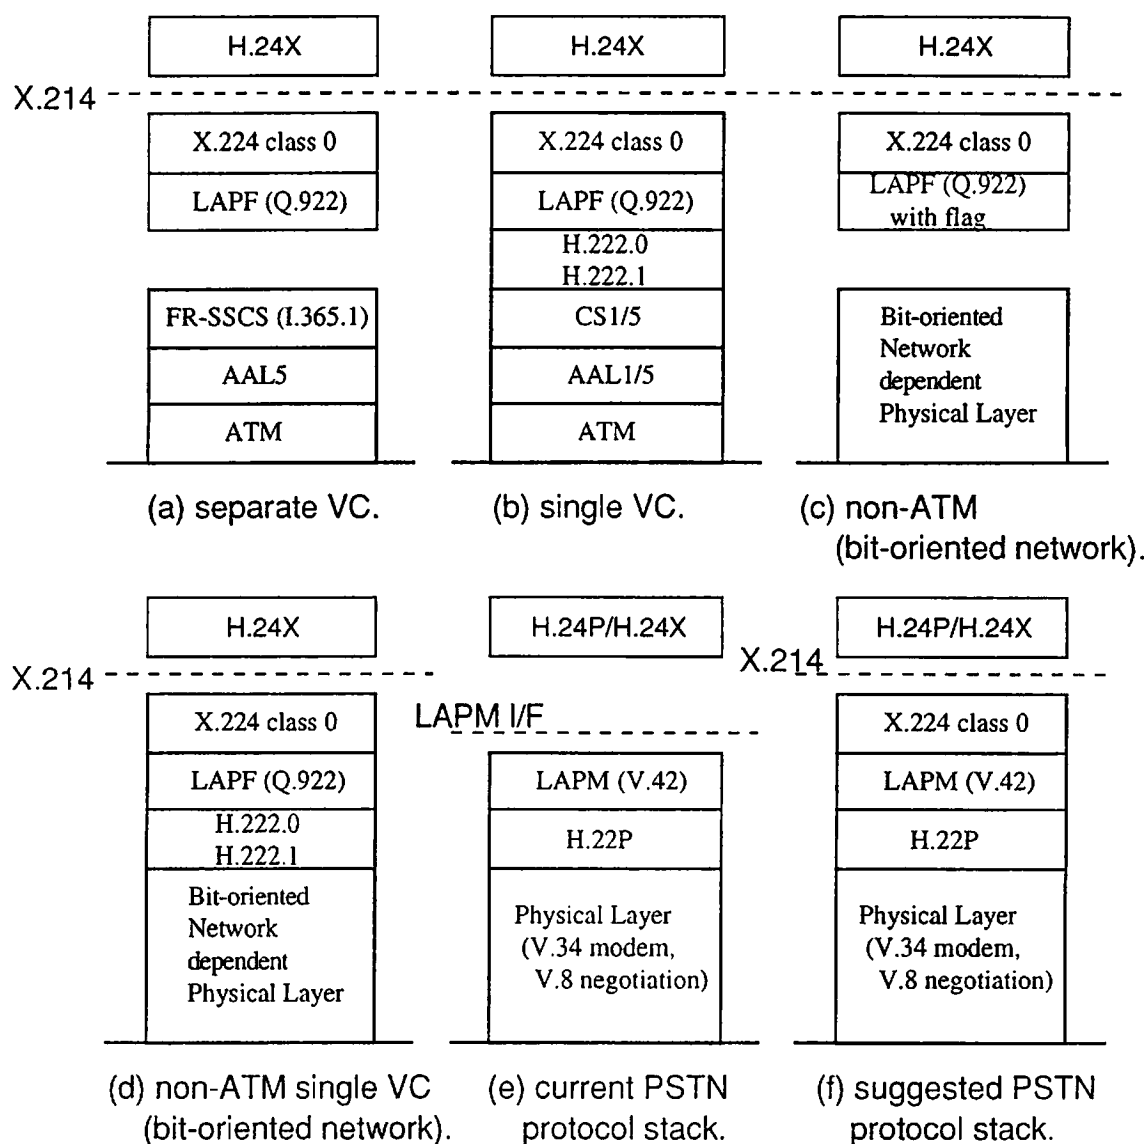 H.24X
H.24X
H.24X
X.214
X.224 class 0
X.224 class 0
X.224 class 0
LAPF (Q.922)
LAPF (Q.922)
LAPF (Q.922)
with flag
H.222.0
H.222.1
FR-SSCS (I.365.1)
CS1/5
Bit-oriented
Network
dependent
Physical Layer
AAL5
AAL1/5
ATM
ATM
(a) separate VC.
(b) single VC.
(c) non-ATM
(bit-oriented network).
H.24X
H.24P/H.24X
H.24P/H.24X
X.214
X.214
LAPM I/F
X.224 class 0
X.224 class 0
LAPF (Q.922)
LAPM (V.42)
LAPM (V.42)
H.222.0
H.222.1
H.22P
H.22P
Bit-oriented
Network
dependent
Physical Layer
Physical Layer
(V.34 modem,
V.8 negotiation)
Physical Layer
(V.34 modem,
V.8 negotiation)
(d) non-ATM single VC
(bit-oriented network).
(e) current PSTN
protocol stack.
(f) suggested PSTN
protocol stack.